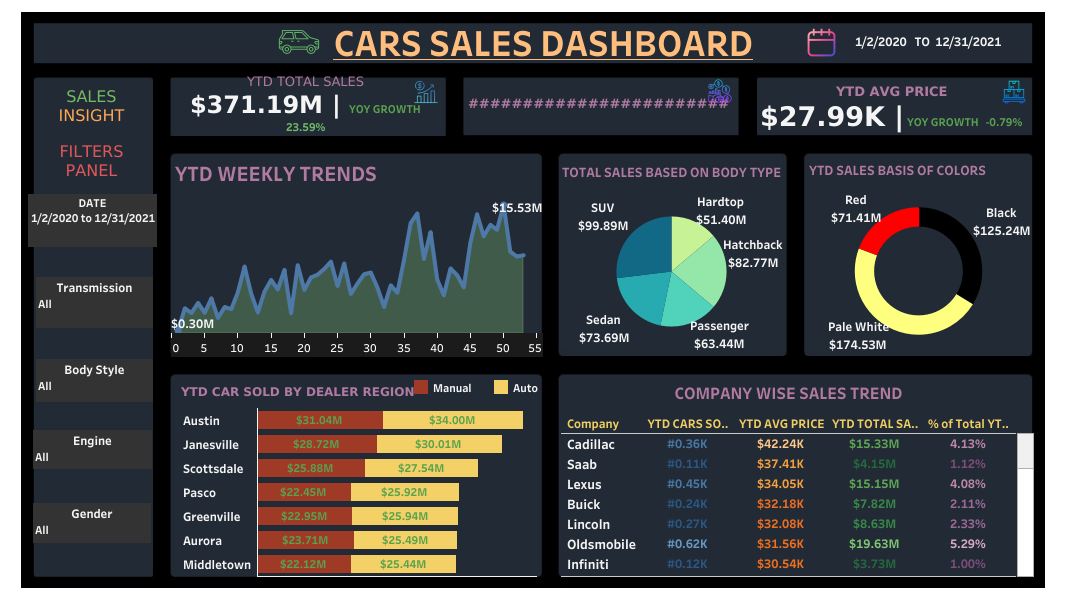 CARS SALES DASHBOARD
1/2/2020 TO 12/31/2021
SALES
INSIGHT
FILTERS
PANEL
DATE
1/2/2020 to 12/31/2021
Transmission
All
Body Style
All
Engine
All
Gender
All
YTD TOTAL SALES
$371.19M | YOY GROWTH
23.59%
########################
YTD AVG PRICE
$27.99K | YOY GROWTH -0.79%
YTD WEEKLY TRENDS
$15.53M
$0.30M
0 5 10 15 20 25 30 35 40 45 50 55
TOTAL SALES BASED ON BODY TYPE
SUV
$99.89M
Hardtop
$51.40M
Hatchback
$82.77M
Sedan
$73.69M
Passenger
$63.44M
YTD SALES BASIS OF COLORS
Red
$71.41M
Black
$125.24M
Pale White
$174.53M
YTD CAR SOLD BY DEALER REGION
Manual Auto
Austin $31.04M $34.00M
Janesville $28.72M $30.01M
Scottsdale $25.88M $27.54M
Pasco $22.45M $25.92M
Greenville $22.95M $25.94M
Aurora $23.71M $25.49M
Middletown $22.12M $25.44M
COMPANY WISE SALES TREND
Company YTD CARS SO.. YTD AVG PRICE YTD TOTAL SA.. % of Total YT..
Cadillac #0.36K $42.24K $15.33M 4.13%
Saab #0.11K $37.41K $4.15M 1.12%
Lexus #0.45K $34.05K $15.15M 4.08%
Buick #0.24K $32.18K $7.82M 2.11%
Lincoln #0.27K $32.08K $8.63M 2.33%
Oldsmobile #0.62K $31.56K $19.63M 5.29%
Infiniti #0.12K $30.54K $3.73M 1.00%